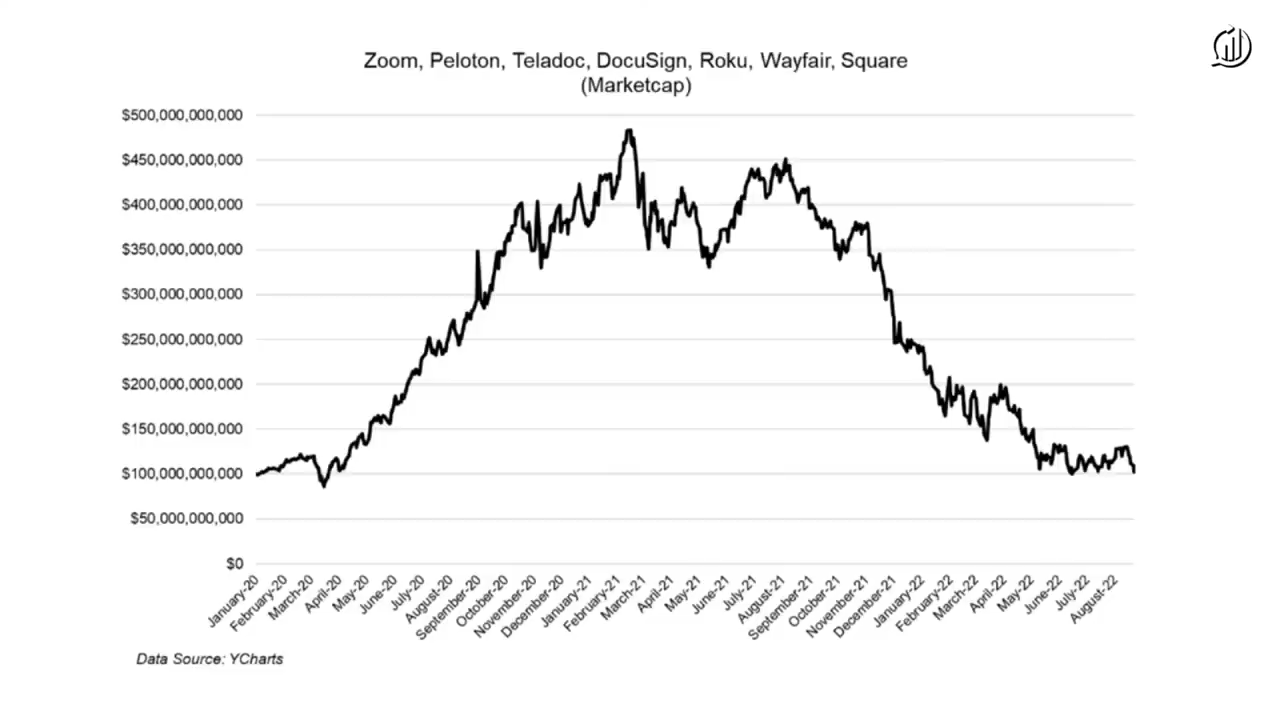 Zoom, Peloton, Teladoc, DocuSign, Roku, Wayfair, Square
(Marketcap)
$500,000,000,000
$450,000,000,000
$400,000,000,000
$350,000,000,000
$300,000,000,000
$250,000,000,000
$200,000,000,000
$150,000,000,000
$100,000,000,000
$50,000,000,000
$0
January-20
February-20
March-20
April-20
May-20
June-20
July-20
August-20
September-20
October-20
November-20
December-20
January-21
February-21
March-21
April-21
May-21
June-21
July-21
August-21
September-21
October-21
November-21
December-21
January-22
February-22
March-22
April-22
May-22
June-22
July-22
August-22
Data Source: YCharts